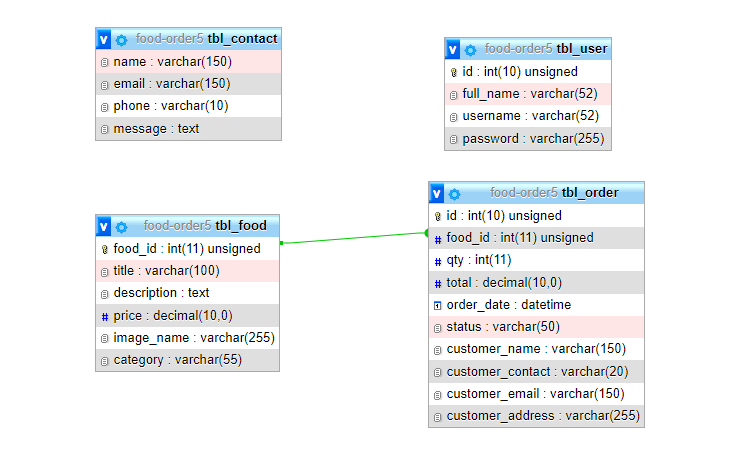 food-order5 tbl_contact
name : varchar(150)
email : varchar(150)
phone : varchar(10)
message : text
food-order5 tbl_user
id : int(10) unsigned
full_name : varchar(52)
username : varchar(52)
password : varchar(255)
food-order5 tbl_food
food_id : int(11) unsigned
title : varchar(100)
description : text
# price : decimal(10,0)
image_name : varchar(255)
category : varchar(55)
food-order5 tbl_order
id : int(10) unsigned
# food_id : int(11) unsigned
# qty : int(11)
# total : decimal(10,0)
order_date : datetime
status : varchar(50)
customer_name : varchar(150)
customer_contact : varchar(20)
customer_email : varchar(150)
customer_address : varchar(255)